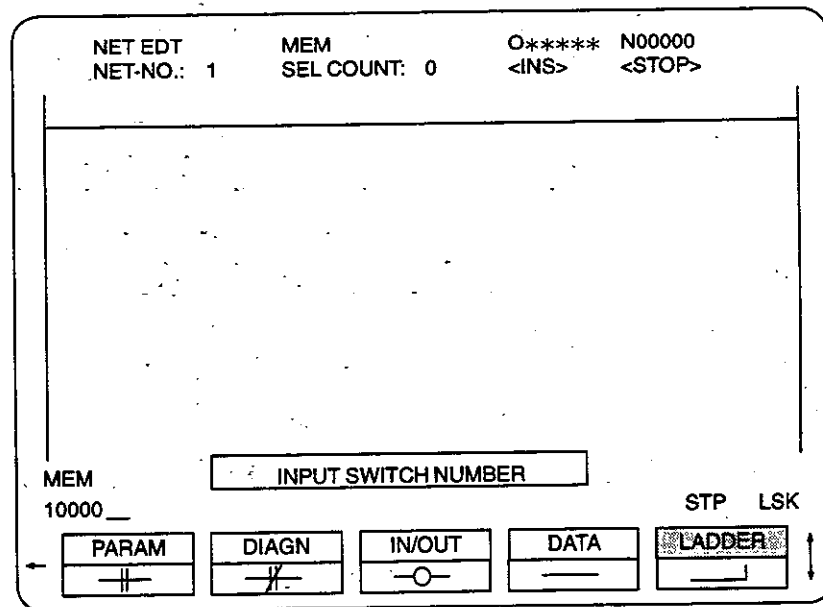 NET EDT MEM O***** N00000
NET-NO.: 1 SEL COUNT: 0 <INS> <STOP>
INPUT SWITCH NUMBER
MEM
10000_
STP LSK
PARAM DIAGN IN/OUT DATA LADDER